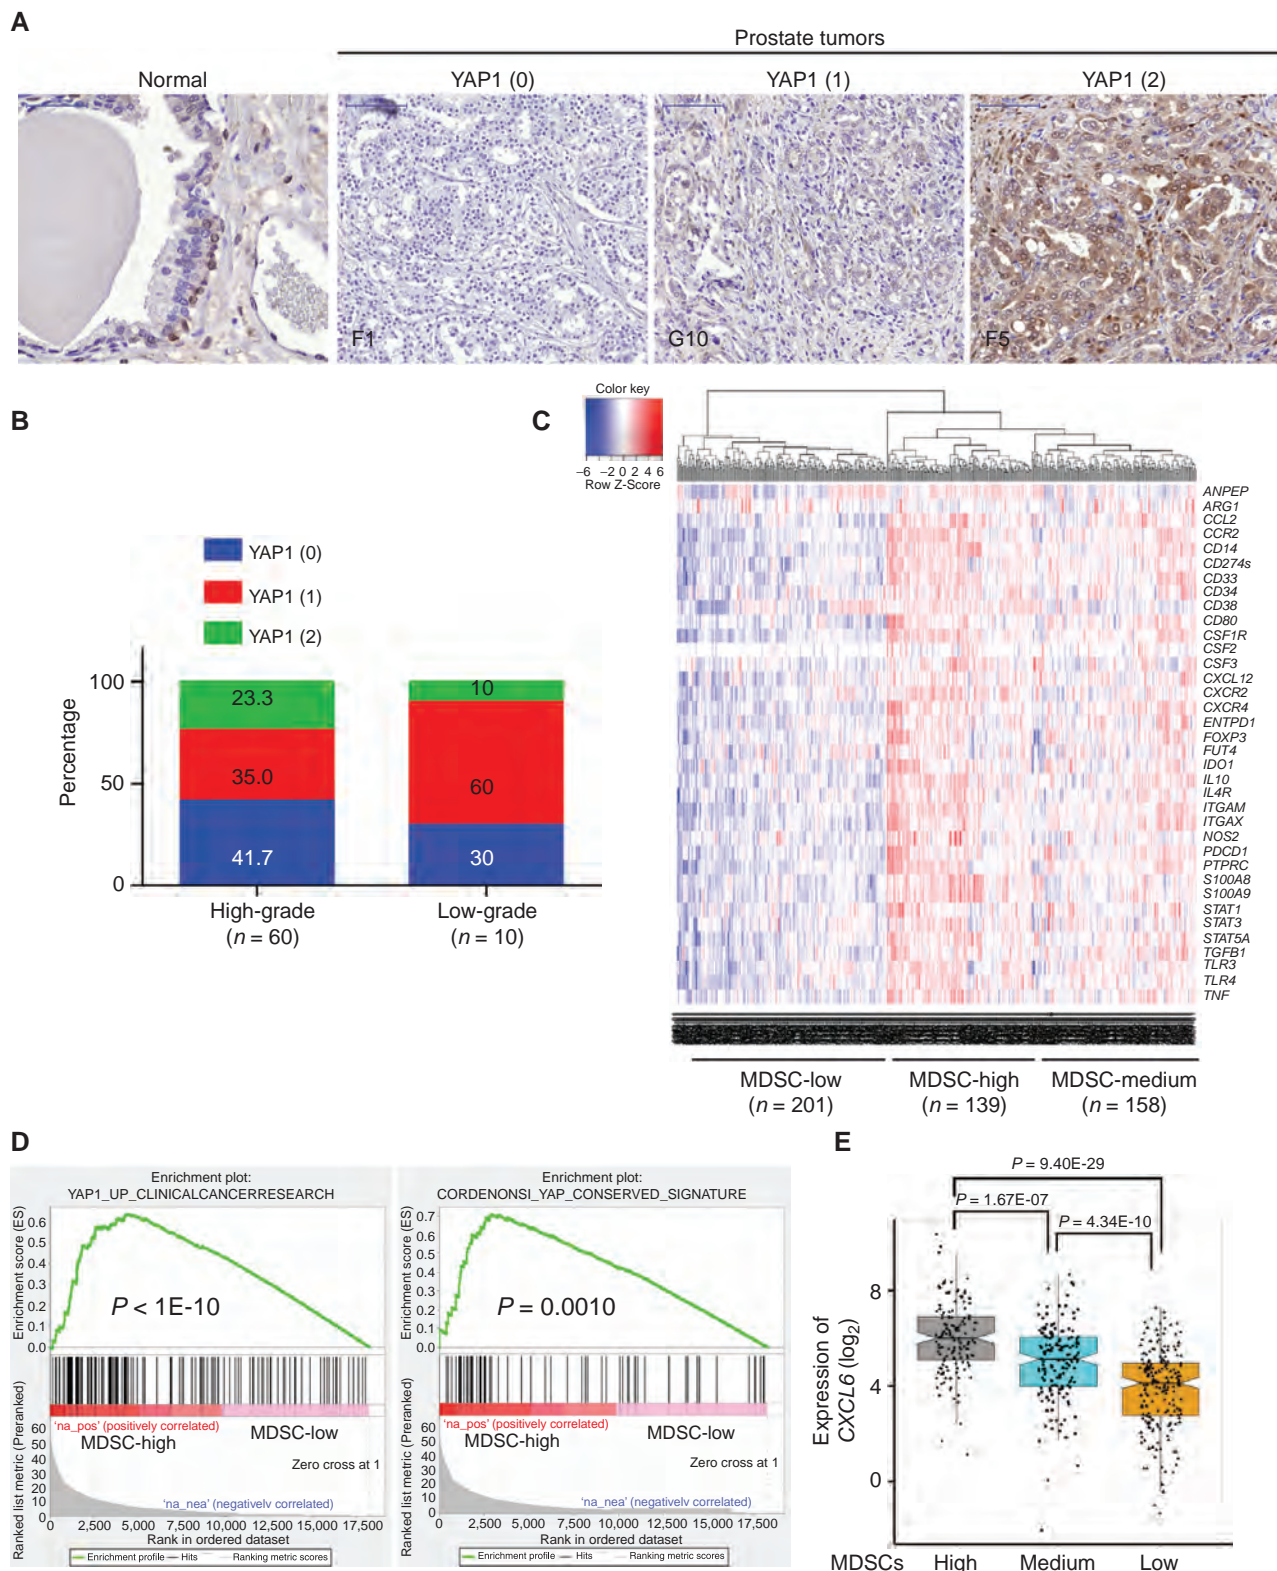 A
Prostate tumors
Normal
YAP1 (0)
YAP1 (1)
YAP1 (2)
F1
G10
F5
B
YAP1 (0)
YAP1 (1)
YAP1 (2)
Percentage
100
50
0
23.3
35.0
41.7
10
60
30
High-grade
(n = 60)
Low-grade
(n = 10)
C
Color key
−6 −2 0 2 4 6
Row Z-Score
ANPEP
ARG1
CCL2
CCR2
CD14
CD274s
CD33
CD34
CD38
CD80
CSF1R
CSF2
CSF3
CXCL12
CXCR2
CXCR4
ENTPD1
FOXP3
FUT4
IDO1
IL10
IL4R
ITGAM
ITGAX
NOS2
PDCD1
PTPRC
S100A8
S100A9
STAT1
STAT3
STAT5A
TGFB1
TLR3
TLR4
TNF
MDSC-low
(n = 201)
MDSC-high
(n = 139)
MDSC-medium
(n = 158)
D
Enrichment plot:
YAP1_UP_CLINICALCANCERRESEARCH
Enrichment score (ES)
0.6
0.5
0.4
0.3
0.2
0.1
0.0
P < 1E-10
'na_pos' (positively correlated)
MDSC-high
MDSC-low
Zero cross at 1
'na_nea' (negativelv correlated)
Ranked list metric (Preranked)
60
50
40
30
20
10
0
0 2,500 5,000 7,500 10,000 12,500 15,000 17,500
Rank in ordered dataset
Enrichment profile Hits Ranking metric scores
Enrichment plot:
CORDENONSI_YAP_CONSERVED_SIGNATURE
Enrichment score (ES)
0.7
0.6
0.5
0.4
0.3
0.2
0.1
0.0
P = 0.0010
'na_pos' (positively correlated)
MDSC-high
MDSC-low
Zero cross at 1
'na_nea' (negativelv correlated)
Ranked list metric (Preranked)
60
50
40
30
20
10
0
0 2,500 5,000 7,500 10,000 12,500 15,000 17,500
Rank in ordered dataset
Enrichment profile Hits Ranking metric scores
E
P = 9.40E-29
P = 1.67E-07
P = 4.34E-10
Expression of
CXCL6 (log2)
8
4
0
MDSCs High Medium Low